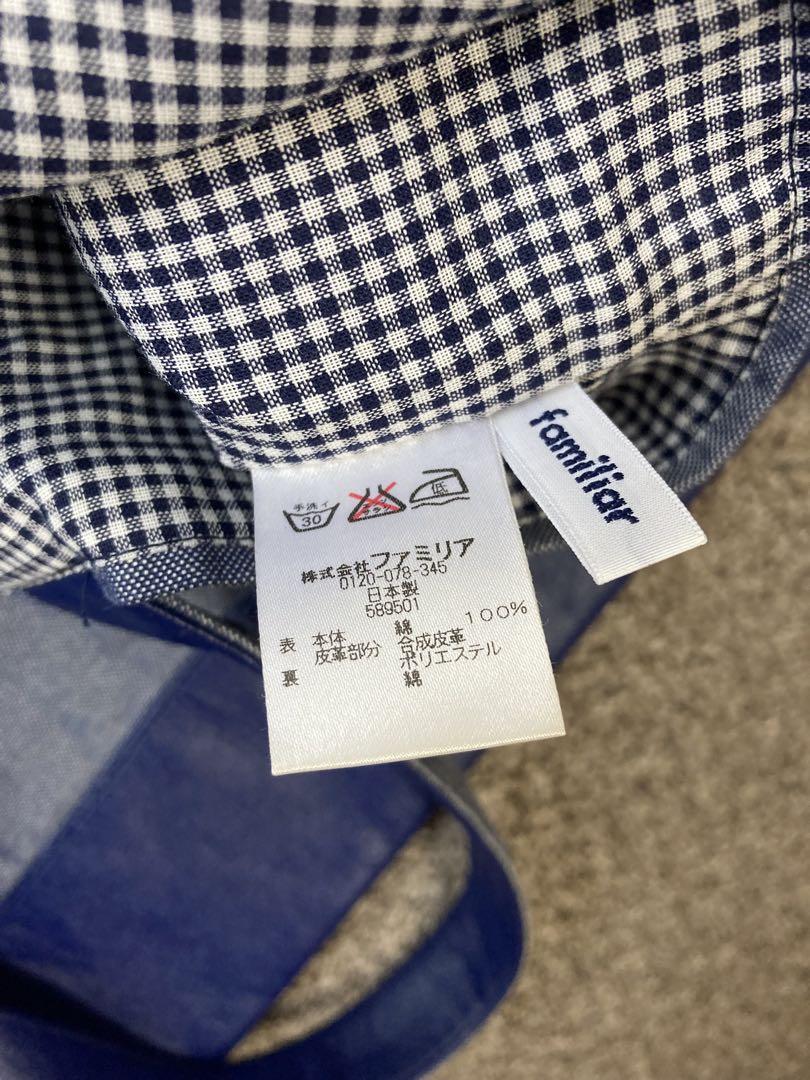 familiar
手洗イ
30
低
株式会社ファミリア
0120-078-345
日本製
589501
表 本体 綿 100%
皮革部分 合成皮革
ポリエステル
裏 綿